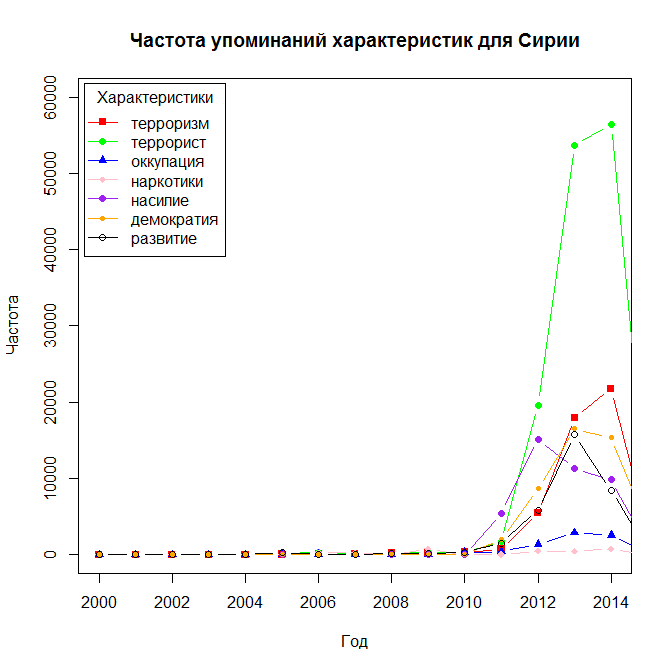 Частота упоминаний характеристик для Сирии
Характеристики
терроризм
террорист
оккупация
наркотики
насилие
демократия
развитие
Частота
60000
50000
40000
30000
20000
10000
0
2000 2002 2004 2006 2008 2010 2012 2014
Год